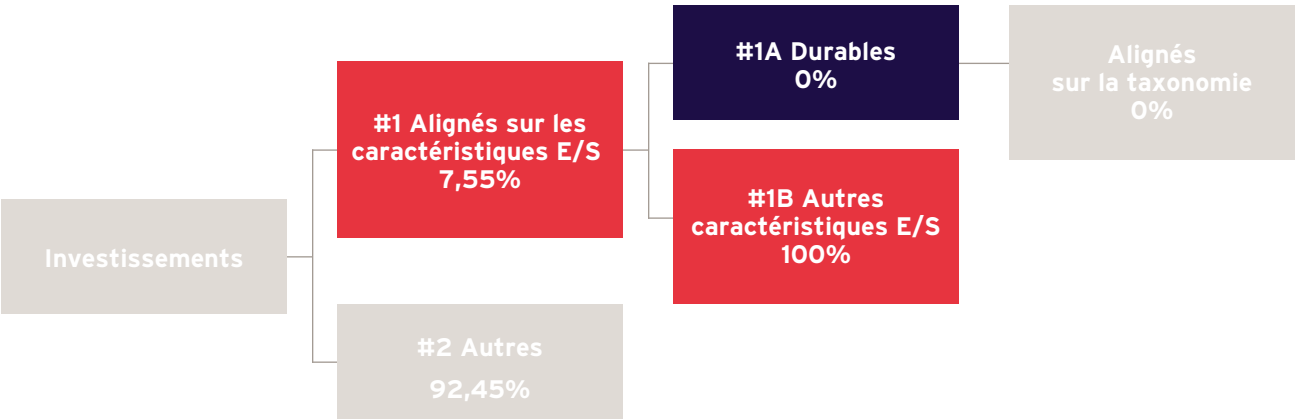 Investissements
#1 Alignés sur les
caractéristiques E/S
7,55%
#2 Autres
92,45%
#1A Durables
0%
#1B Autres
caractéristiques E/S
100%
Alignés
sur la taxonomie
0%